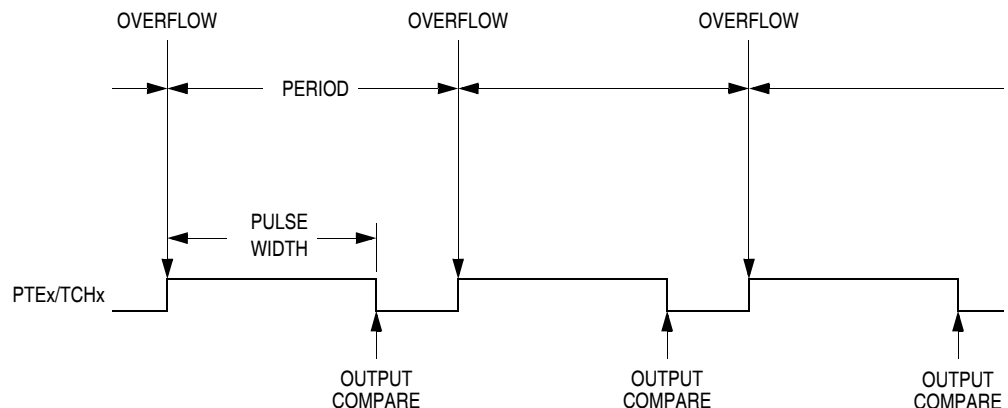 OVERFLOW
OVERFLOW
OVERFLOW
PERIOD
PULSE
WIDTH
PTEx/TCHx
OUTPUT
COMPARE
OUTPUT
COMPARE
OUTPUT
COMPARE